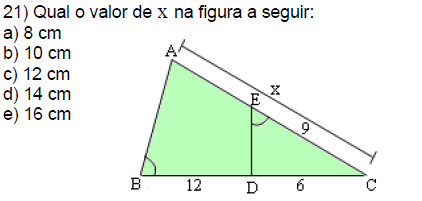 21) Qual o valor de x na figura a seguir:
a) 8 cm
b) 10 cm
c) 12 cm
d) 14 cm
e) 16 cm
A
x
E
9
B
12
D
6
C